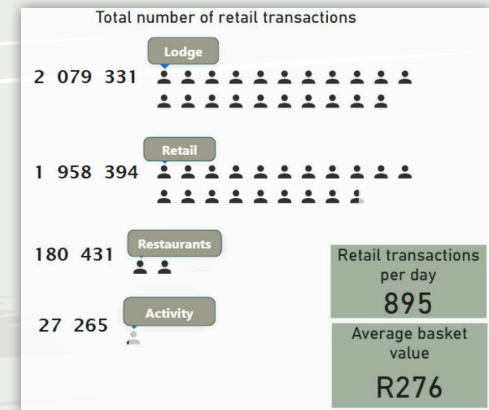 Total number of retail transactions
Lodge
2 079 331
Retail
1 958 394
Restaurants
180 431
Activity
27 265
Retail transactions
per day
895
Average basket
value
R276